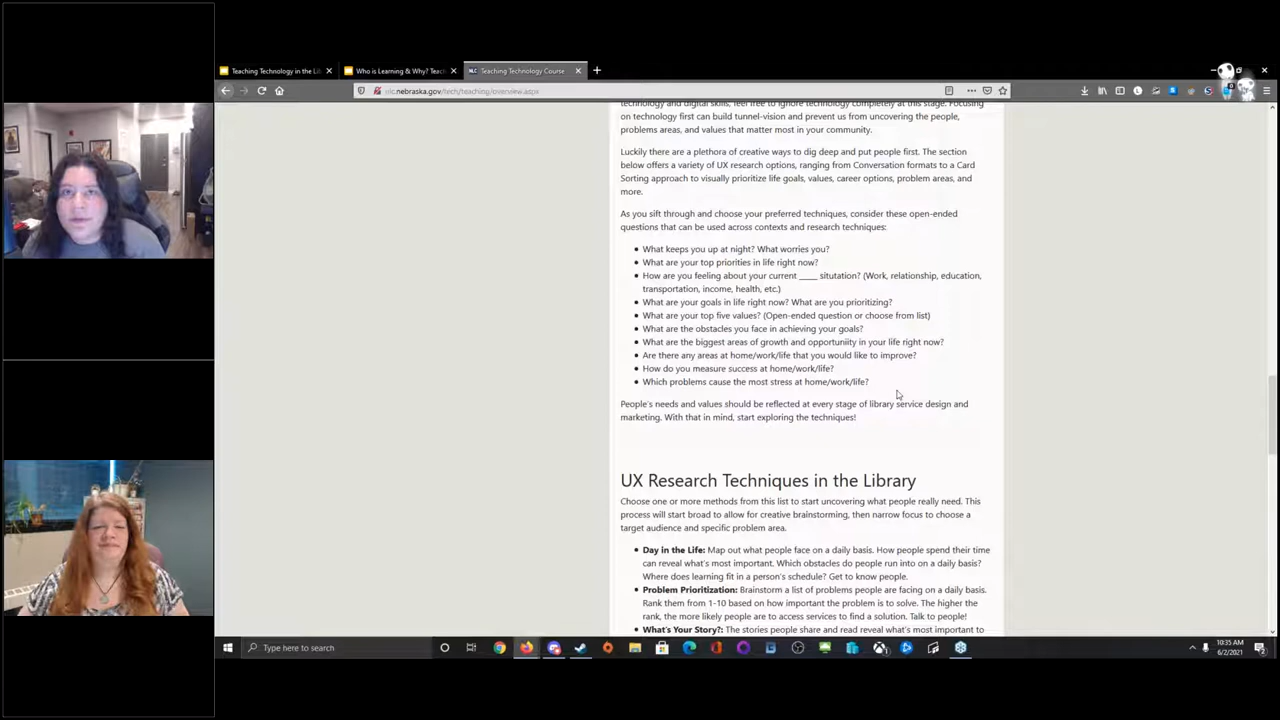 Teaching Technology in the Lib
Who is Learning & Why? Teac
NLC Teaching Technology Course
nlc.nebraska.gov/tech/teaching/overview.aspx
technology and digital skills, feel free to ignore technology completely at this stage. Focusing
on technology first can build tunnel-vision and prevent us from uncovering the people,
problems areas, and values that matter most in your community.
Luckily there are a plethora of creative ways to dig deep and put people first. The section
below offers a variety of UX research options, ranging from Conversation formats to a Card
Sorting approach to visually prioritize life goals, values, career options, problem areas, and
more.
As you sift through and choose your preferred techniques, consider these open-ended
questions that can be used across contexts and research techniques:
• What keeps you up at night? What worries you?
• What are your top priorities in life right now?
• How are you feeling about your current ____ situtation? (Work, relationship, education,
transportation, income, health, etc.)
• What are your goals in life right now? What are you prioritizing?
• What are your top five values? (Open-ended question or choose from list)
• What are the obstacles you face in achieving your goals?
• What are the biggest areas of growth and opportuniity in your life right now?
• Are there any areas at home/work/life that you would like to improve?
• How do you measure success at home/work/life?
• Which problems cause the most stress at home/work/life?
People's needs and values should be reflected at every stage of library service design and
marketing. With that in mind, start exploring the techniques!
UX Research Techniques in the Library
Choose one or more methods from this list to start uncovering what people really need. This
process will start broad to allow for creative brainstorming, then narrow focus to choose a
target audience and specific problem area.
• Day in the Life: Map out what people face on a daily basis. How people spend their time
can reveal what's most important. Which obstacles do people run into on a daily basis?
Where does learning fit in a person's schedule? Get to know people.
• Problem Prioritization: Brainstorm a list of problems people are facing on a daily basis.
Rank them from 1-10 based on how important the problem is to solve. The higher the
rank, the more likely people are to access services to find a solution. Talk to people!
• What's Your Story?: The stories people share and read reveal what's most important to
Type here to search
10:35 AM
6/2/2021